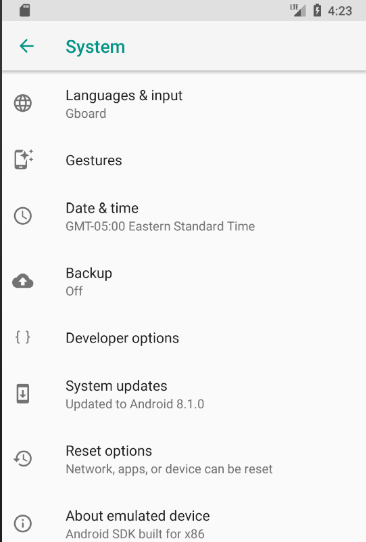 LTE 4:23
System
Languages & input
Gboard
Gestures
Date & time
GMT-05:00 Eastern Standard Time
Backup
Off
{ } Developer options
System updates
Updated to Android 8.1.0
Reset options
Network, apps, or device can be reset
About emulated device
Android SDK built for x86